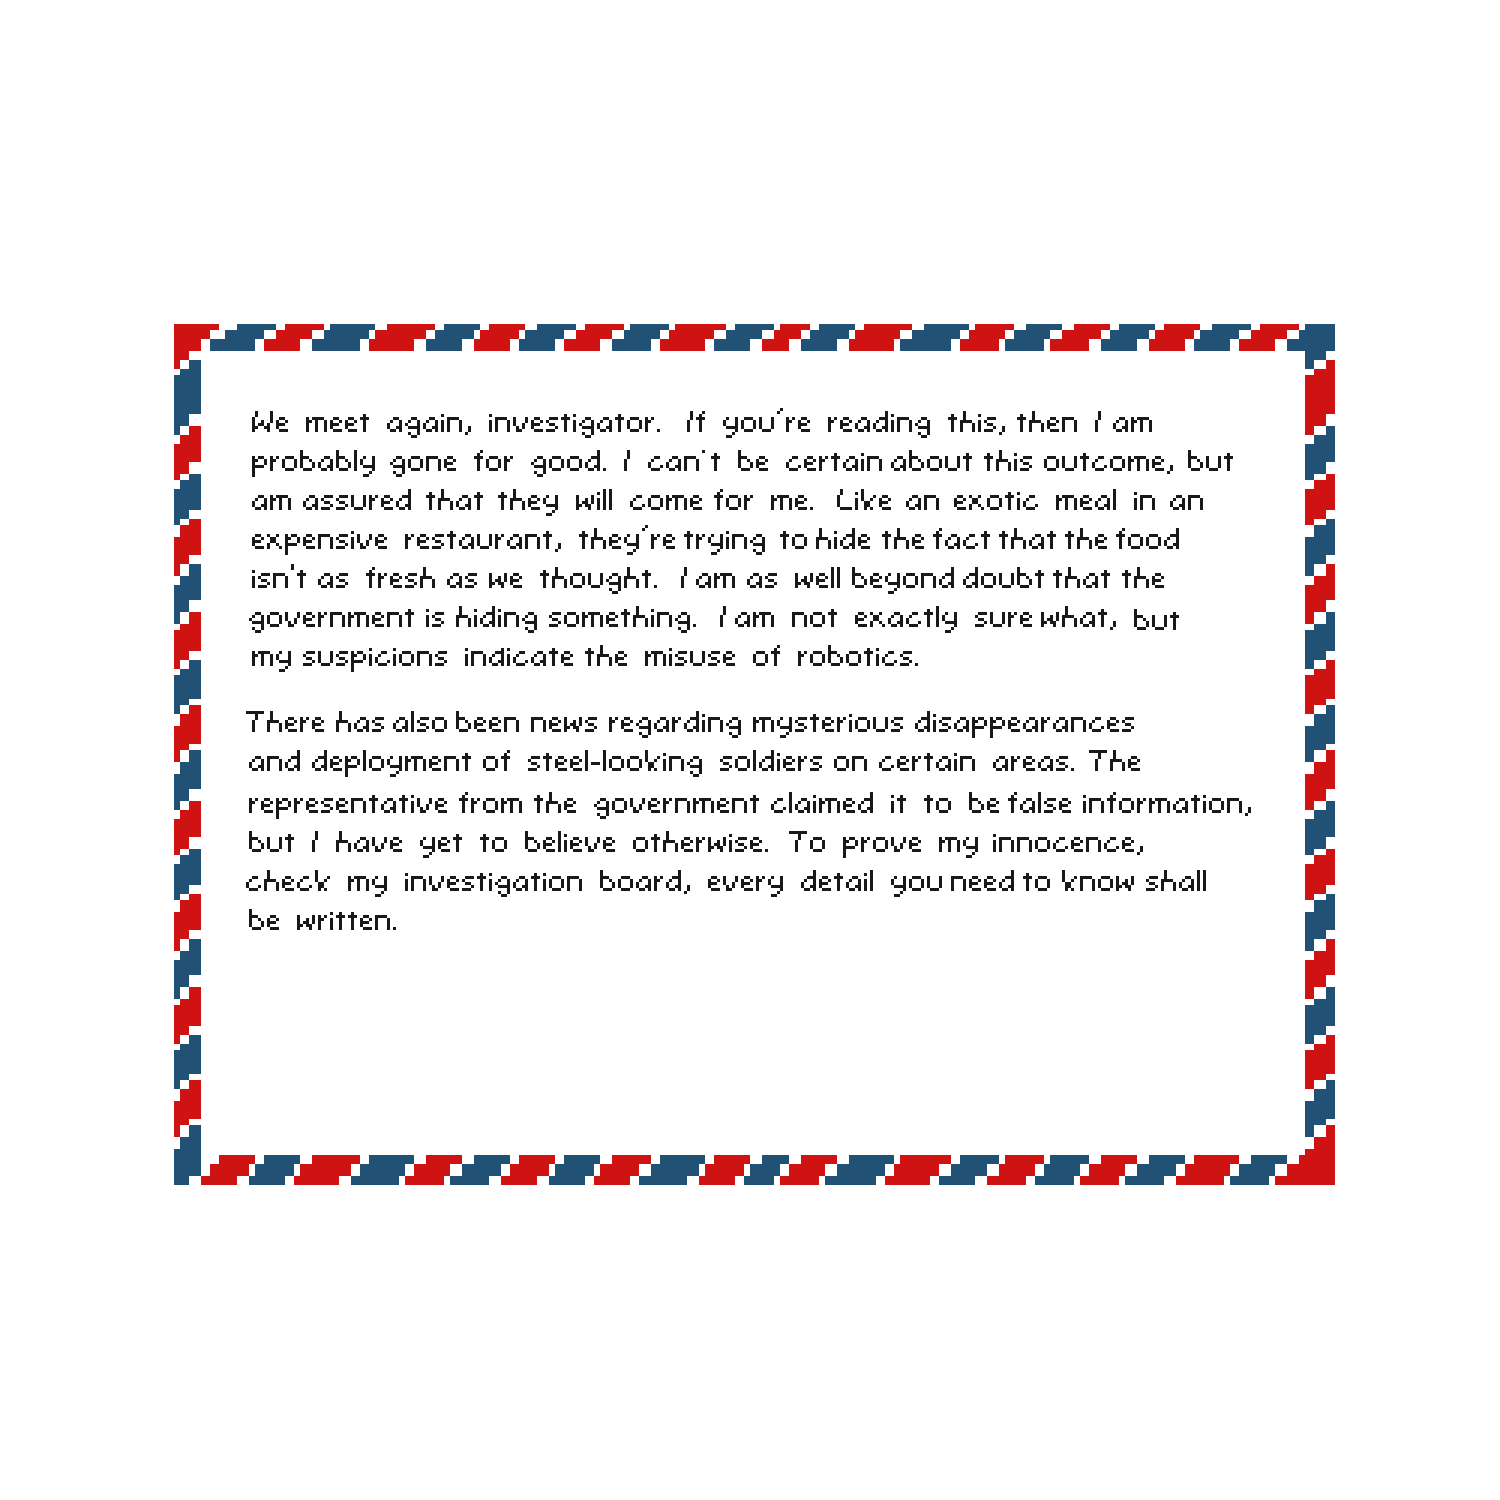 We meet again, investigator. If you're reading this, then I am
probably gone for good. I can't be certain about this outcome, but
am assured that they will come for me. Like an exotic meal in an
expensive restaurant, they're trying to hide the fact that the food
isn't as fresh as we thought. I am as well beyond doubt that the
government is hiding something. I am not exactly sure what, but
my suspicions indicate the misuse of robotics.
There has also been news regarding mysterious disappearances
and deployment of steel-looking soldiers on certain areas. The
representative from the government claimed it to be false information,
but I have yet to believe otherwise. To prove my innocence,
check my investigation board, every detail you need to know shall
be written.